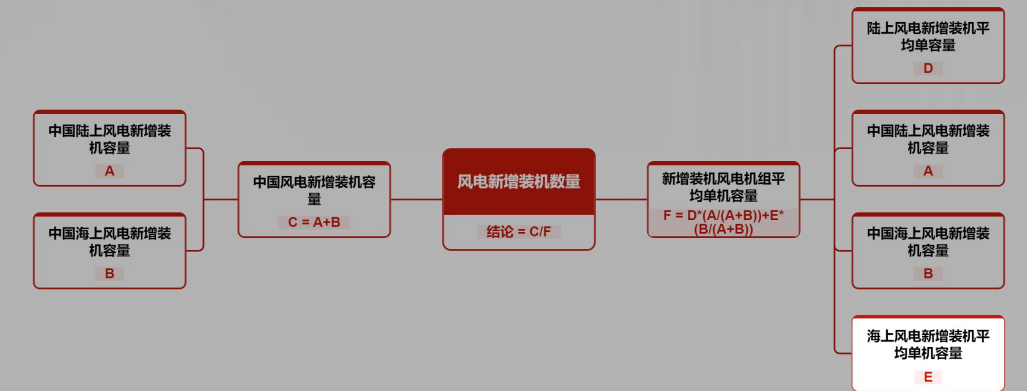 中国陆上风电新增装
机容量
A
中国海上风电新增装
机容量
B
中国风电新增装机容
量
C = A+B
风电新增装机数量
结论 = C/F
新增装机风电机组平
均单机容量
F = D*(A/(A+B))+E*
(B/(A+B))
陆上风电新增装机平
均单容量
D
中国陆上风电新增装
机容量
A
中国海上风电新增装
机容量
B
海上风电新增装机平
均单机容量
E